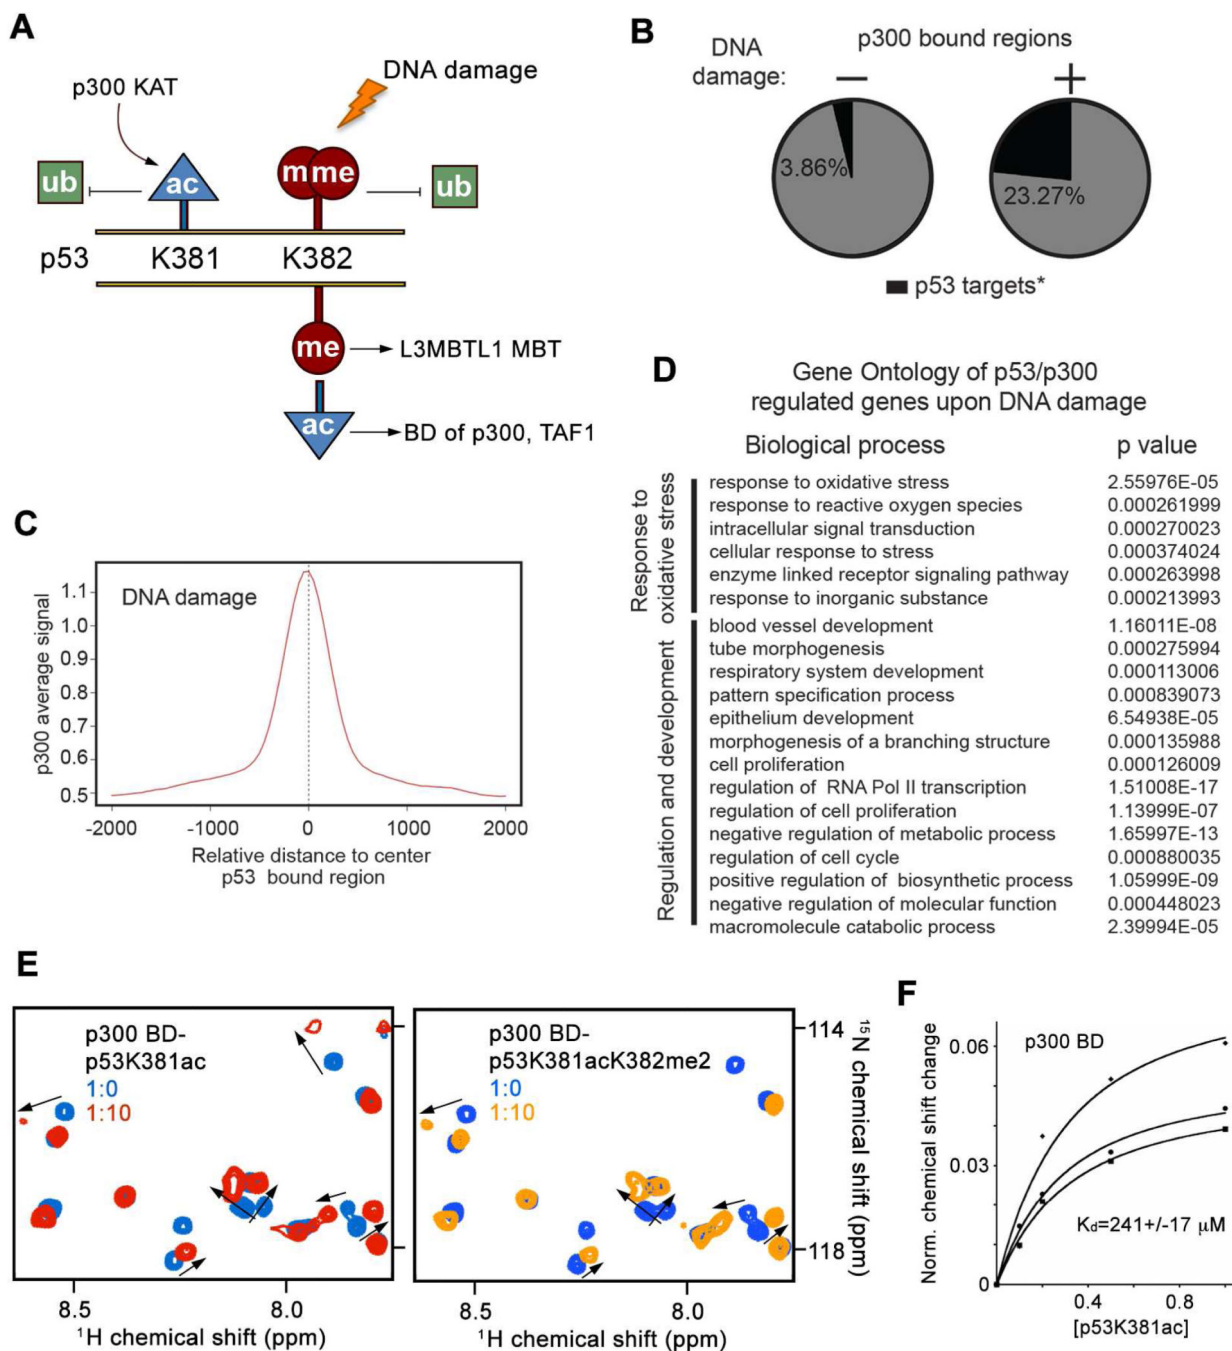 A
p300 KAT
DNA damage
ub
ac
m
me
ub
p53
K381
K382
me
L3MBTL1 MBT
ac
BD of p300, TAF1
B
DNA
damage:
p300 bound regions
−
+
3.86%
23.27%
p53 targets*
C
DNA damage
p300 average signal
1.1
1.0
0.9
0.8
0.7
0.6
0.5
-2000
-1000
0
1000
2000
Relative distance to center
p53 bound region
D
Gene Ontology of p53/p300
regulated genes upon DNA damage
Biological process p value
Response to
oxidative stress
response to oxidative stress 2.55976E-05
response to reactive oxygen species 0.000261999
intracellular signal transduction 0.000270023
cellular response to stress 0.000374024
enzyme linked receptor signaling pathway 0.000263998
response to inorganic substance 0.000213993
Regulation and development
blood vessel development 1.16011E-08
tube morphogenesis 0.000275994
respiratory system development 0.000113006
pattern specification process 0.000839073
epithelium development 6.54938E-05
morphogenesis of a branching structure 0.000135988
cell proliferation 0.000126009
regulation of RNA Pol II transcription 1.51008E-17
regulation of cell proliferation 1.13999E-07
negative regulation of metabolic process 1.65997E-13
regulation of cell cycle 0.000880035
positive regulation of biosynthetic process 1.05999E-09
negative regulation of molecular function 0.000448023
macromolecule catabolic process 2.39994E-05
E
p300 BD-
p53K381ac
1:0
1:10
8.5
8.0
¹H chemical shift (ppm)
p300 BD-
p53K381acK382me2
1:0
1:10
8.5
8.0
¹H chemical shift (ppm)
114
118
¹⁵N chemical shift (ppm)
F
p300 BD
Norm. chemical shift change
0.06
0.03
0
Kd=241+/-17 μM
0.4
0.8
[p53K381ac]